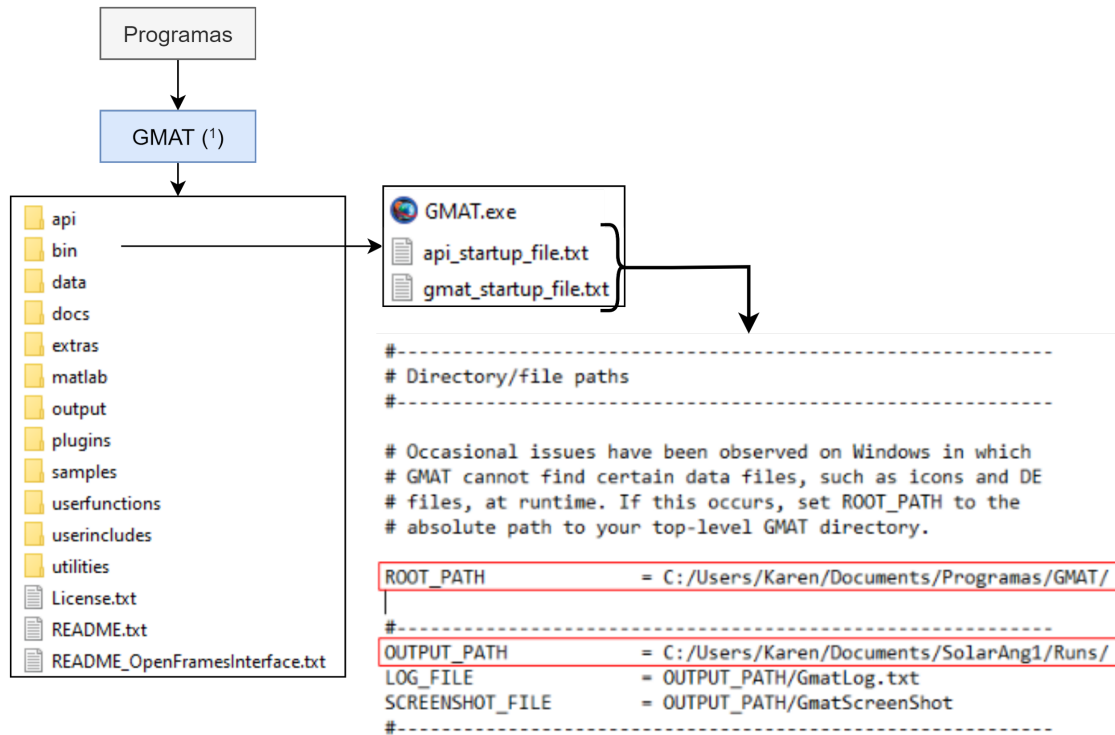 Programas
GMAT (¹)
api
bin
data
docs
extras
matlab
output
plugins
samples
userfunctions
userincludes
utilities
License.txt
README.txt
README_OpenFramesInterface.txt
GMAT.exe
api_startup_file.txt
gmat_startup_file.txt
#-----------------------------------------------------------
# Directory/file paths
#-----------------------------------------------------------
# Occasional issues have been observed on Windows in which
# GMAT cannot find certain data files, such as icons and DE
# files, at runtime. If this occurs, set ROOT_PATH to the
# absolute path to your top-level GMAT directory.
ROOT_PATH = C:/Users/Karen/Documents/Programas/GMAT/
#-----------------------------------------------------------
OUTPUT_PATH = C:/Users/Karen/Documents/SolarAng1/Runs/
LOG_FILE = OUTPUT_PATH/GmatLog.txt
SCREENSHOT_FILE = OUTPUT_PATH/GmatScreenShot
#-----------------------------------------------------------